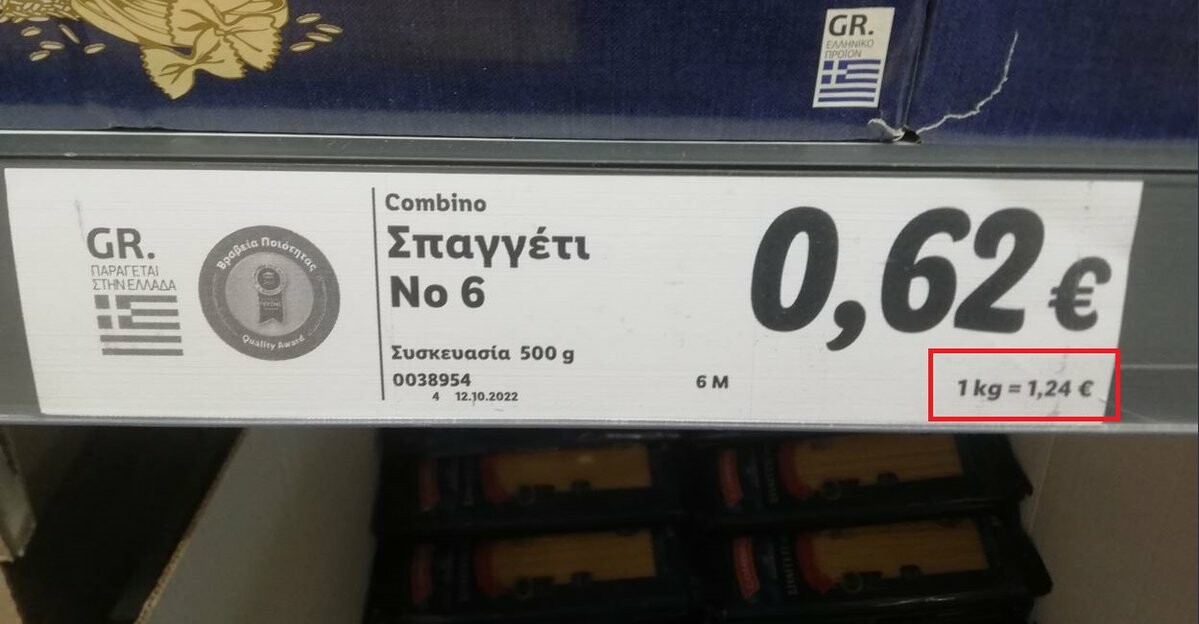 GR.
ΕΛΛΗΝΙΚΟ
ΠΡΟΪΟΝ
GR.
ΠΑΡΑΓΕΤΑΙ
ΣΤΗΝ ΕΛΛΑΔΑ
Βραβεία Ποιότητας
Quality Award
Combino
Σπαγγέτι
No 6
Συσκευασία 500 g
0038954
4 12.10.2022
6 M
0,62 €
1 kg = 1,24 €